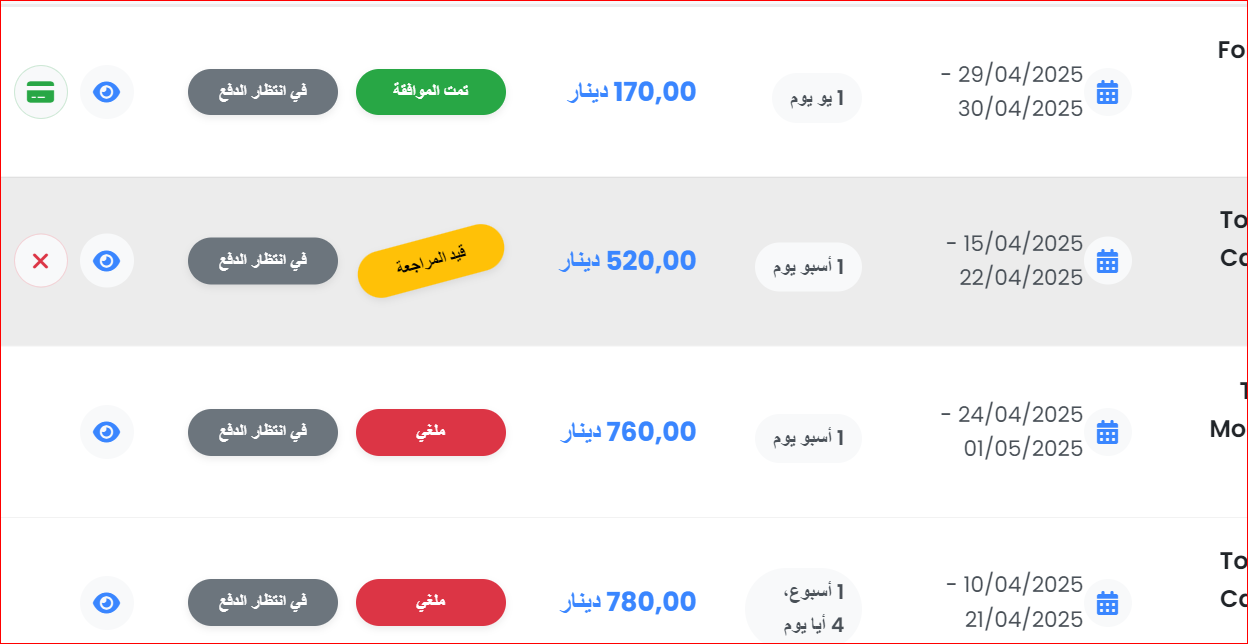 Fo
29/04/2025 -
30/04/2025
1 يو يوم
170,00 دينار
تمت الموافقة
في انتظار الدفع
To
Ca
15/04/2025 -
22/04/2025
1 أسبو يوم
520,00 دينار
قيد المراجعة
في انتظار الدفع
Mo
24/04/2025 -
01/05/2025
1 أسبو يوم
760,00 دينار
ملغي
في انتظار الدفع
To
Ca
10/04/2025 -
21/04/2025
1 أسبوع،
4 أيا يوم
780,00 دينار
ملغي
في انتظار الدفع